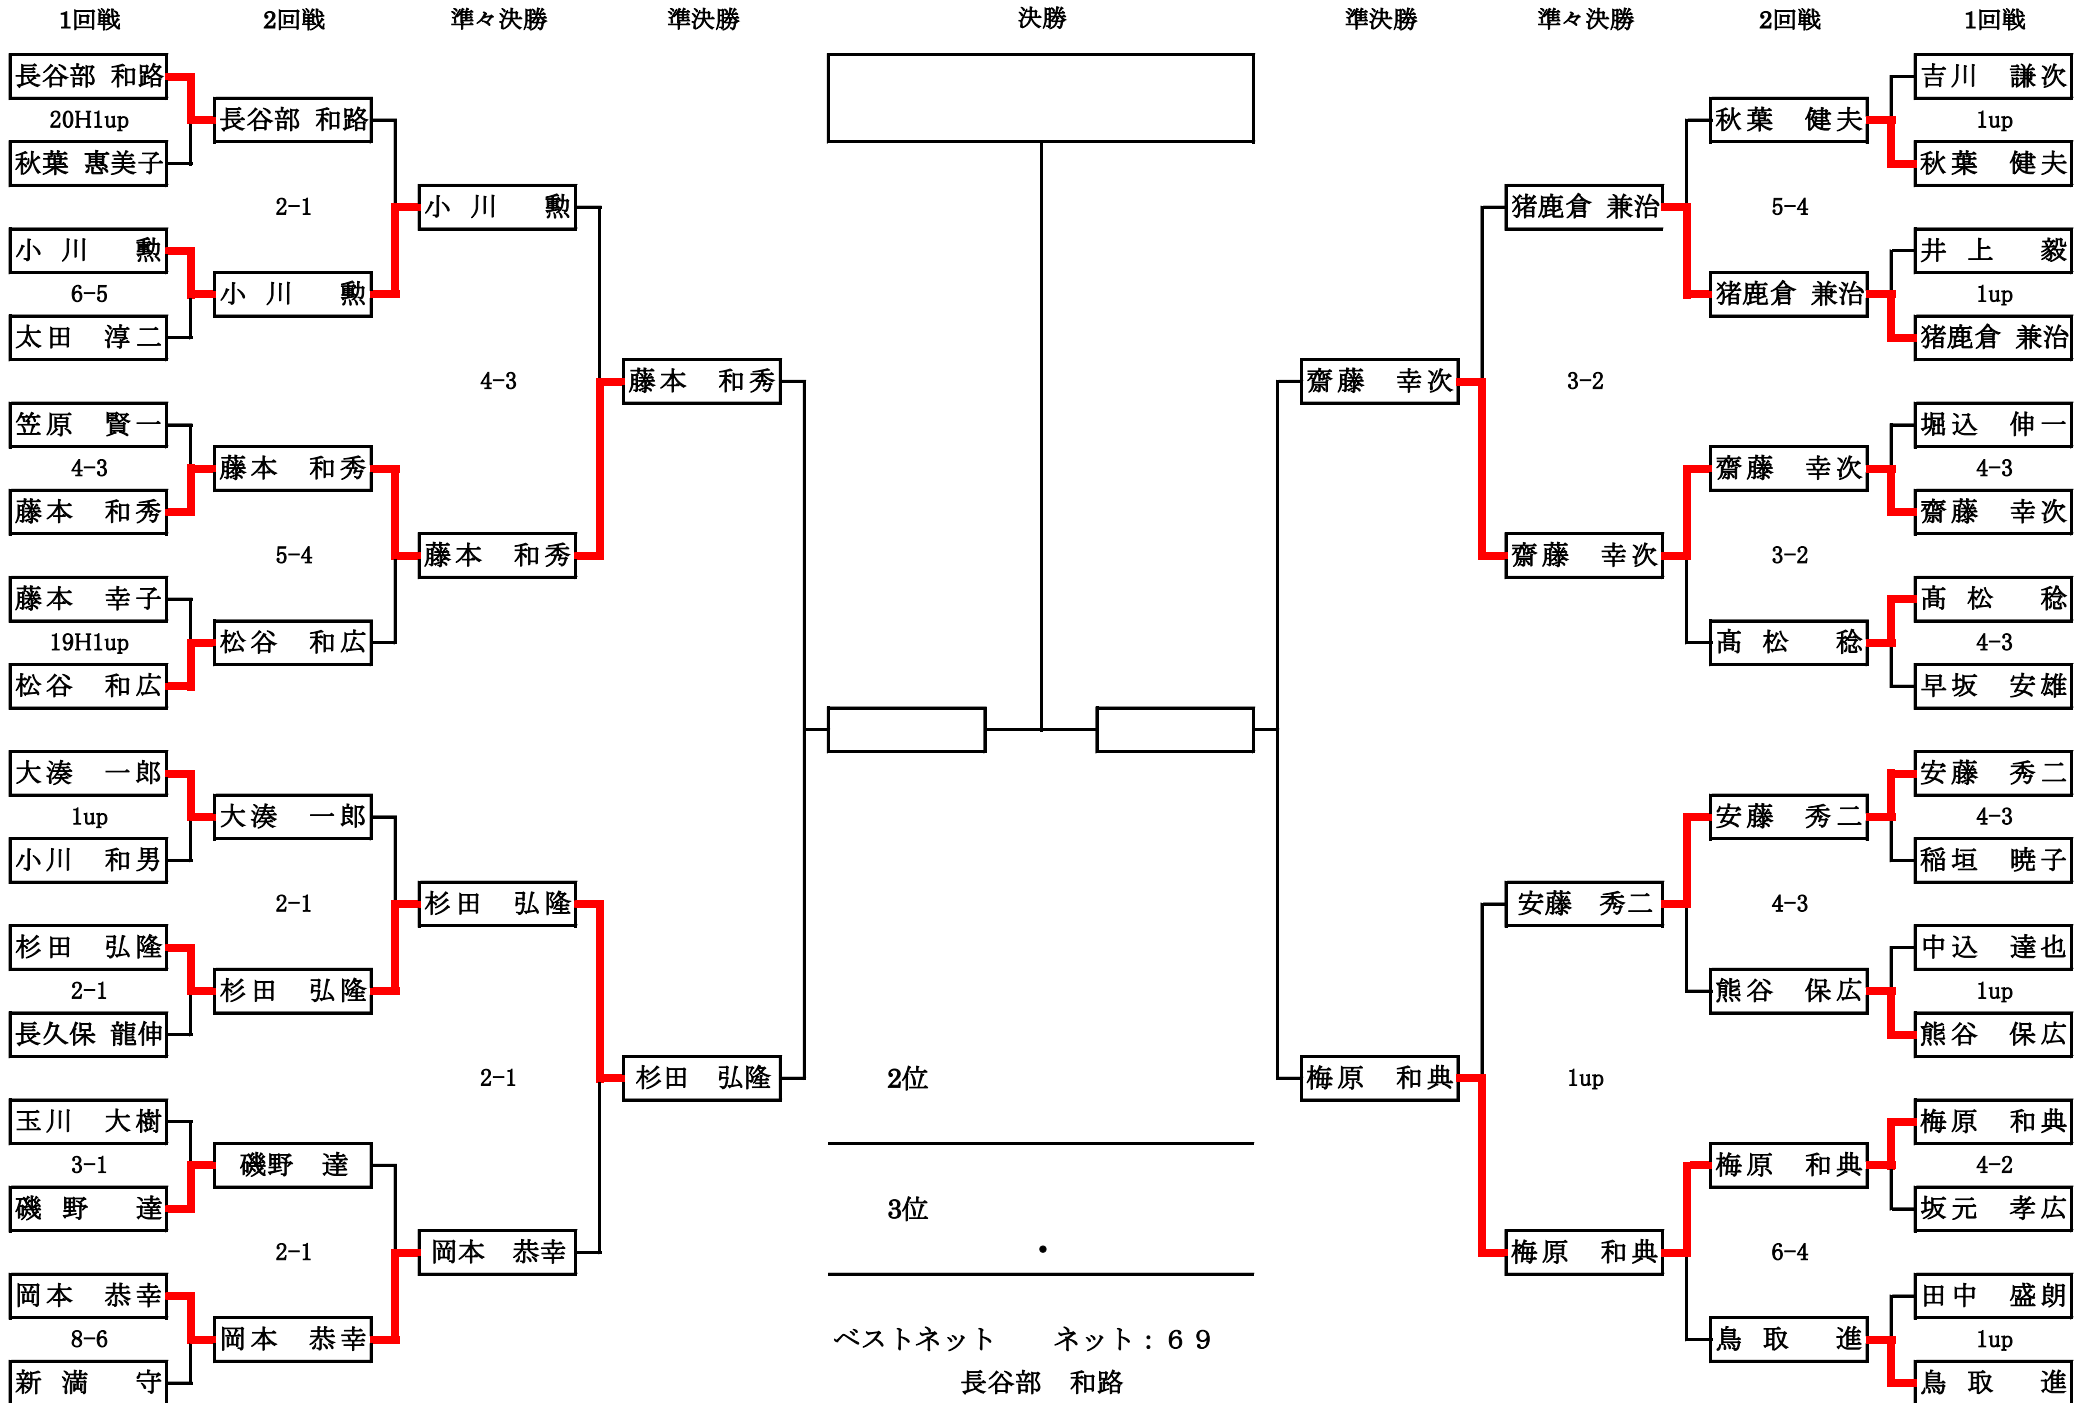 1回戦 2回戦 準々決勝 準決勝 決勝 準決勝 準々決勝 2回戦 1回戦
長谷部 和路 吉川 謙次
20H1up 長谷部 和路 秋葉 健夫 1up
秋葉 惠美子 秋葉 健夫
2-1 小川 勲 猪鹿倉 兼治 5-4
小川 勲 井上 毅
6-5 小川 勲 猪鹿倉 兼治 1up
太田 淳二 猪鹿倉 兼治
4-3 藤本 和秀 齋藤 幸次 3-2
笠原 賢一 堀込 伸一
4-3 藤本 和秀 齋藤 幸次 4-3
藤本 和秀 齋藤 幸次
5-4 藤本 和秀 齋藤 幸次 3-2
藤本 幸子 髙松 稔
19H1up 松谷 和広 髙松 稔 4-3
松谷 和広 早坂 安雄
大湊 一郎 安藤 秀二
1up 大湊 一郎 安藤 秀二 4-3
小川 和男 稲垣 暁子
2-1 杉田 弘隆 安藤 秀二 4-3
杉田 弘隆 中込 達也
2-1 杉田 弘隆 熊谷 保広 1up
長久保 龍伸 熊谷 保広
2-1 杉田 弘隆 2位 梅原 和典 1up
玉川 大樹 梅原 和典
3-1 磯野 達 梅原 和典 4-2
磯野 達 3位 坂元 孝広
2-1 岡本 恭幸 ・ 梅原 和典 6-4
岡本 恭幸 田中 盛朗
8-6 岡本 恭幸 ベストネット ネット：６９ 鳥取 進 1up
新満 守 長谷部 和路 鳥取 進